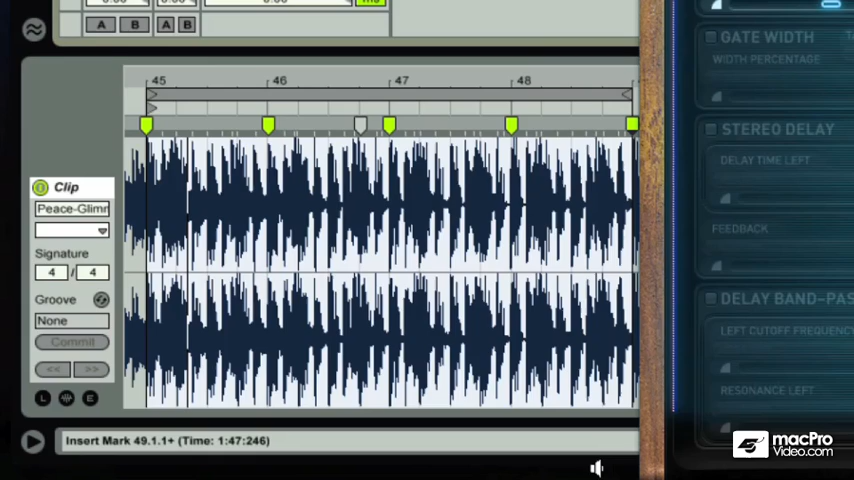 A B A B
45 46 47 48
Clip
Peace-Glimm
Signature
4 / 4
Groove
None
Commit
<< >>
L E
Insert Mark 49.1.1+ (Time: 1:47:246)
GATE WIDTH
WIDTH PERCENTAGE
STEREO DELAY
DELAY TIME LEFT
FEEDBACK
DELAY BAND-PAS
LEFT CUTOFF FREQUENCY
RESONANCE LEFT
macPro
Video.com